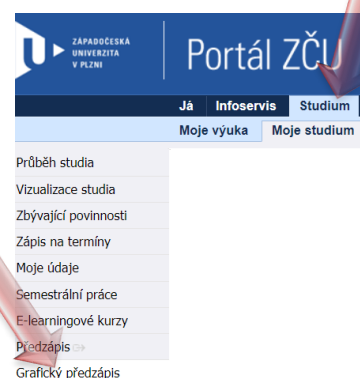 ZÁPADOČESKÁ
UNIVERZITA
V PLZNI
Portál ZČU
Já Infoservis Studium
Moje výuka Moje studium
Průběh studia
Vizualizace studia
Zbývající povinnosti
Zápis na termíny
Moje údaje
Semestrální práce
E-learningové kurzy
Předzápis
Grafický předzápis